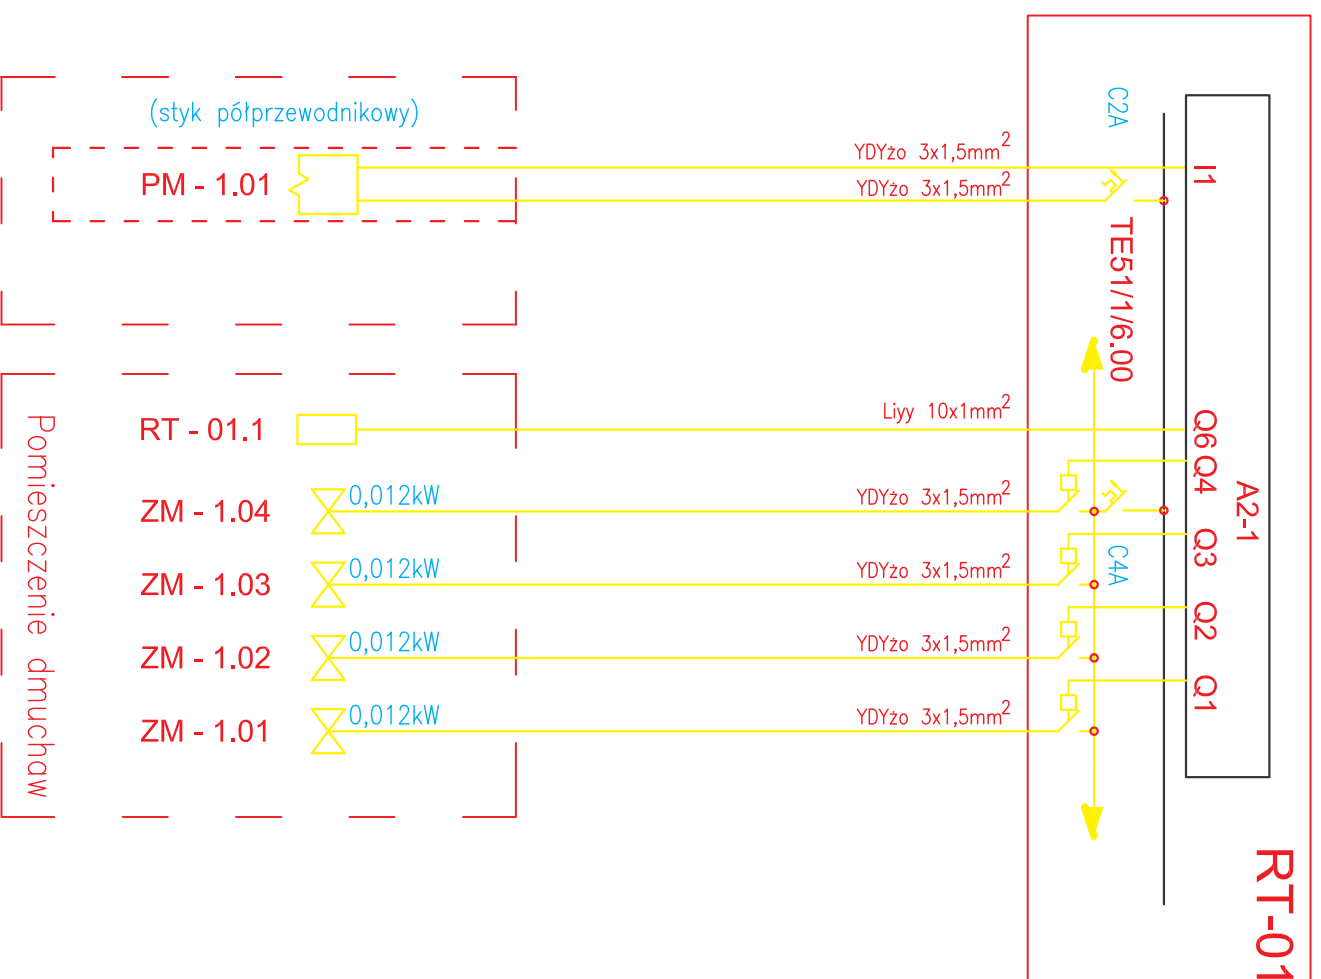 (styk półprzewodnikowy)
PM - 1.01
YDYżo 3x1,5mm²
YDYżo 3x1,5mm²
C2A
I1
TE51/1/6.00
Pomieszczenie dmuchaw
RT - 01.1
Liyy 10x1mm²
Q6
ZM - 1.04
0,012kW
YDYżo 3x1,5mm²
Q4
A2-1
ZM - 1.03
0,012kW
YDYżo 3x1,5mm²
C4A
Q3
ZM - 1.02
0,012kW
YDYżo 3x1,5mm²
Q2
ZM - 1.01
0,012kW
YDYżo 3x1,5mm²
Q1
RT-01